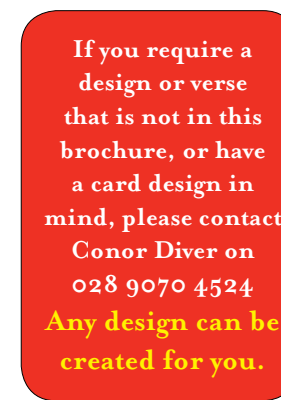 If you require a
design or verse
that is not in this
brochure, or have
a card design in
mind, please contact
Conor Diver on
028 9070 4524
Any design can be
created for you.